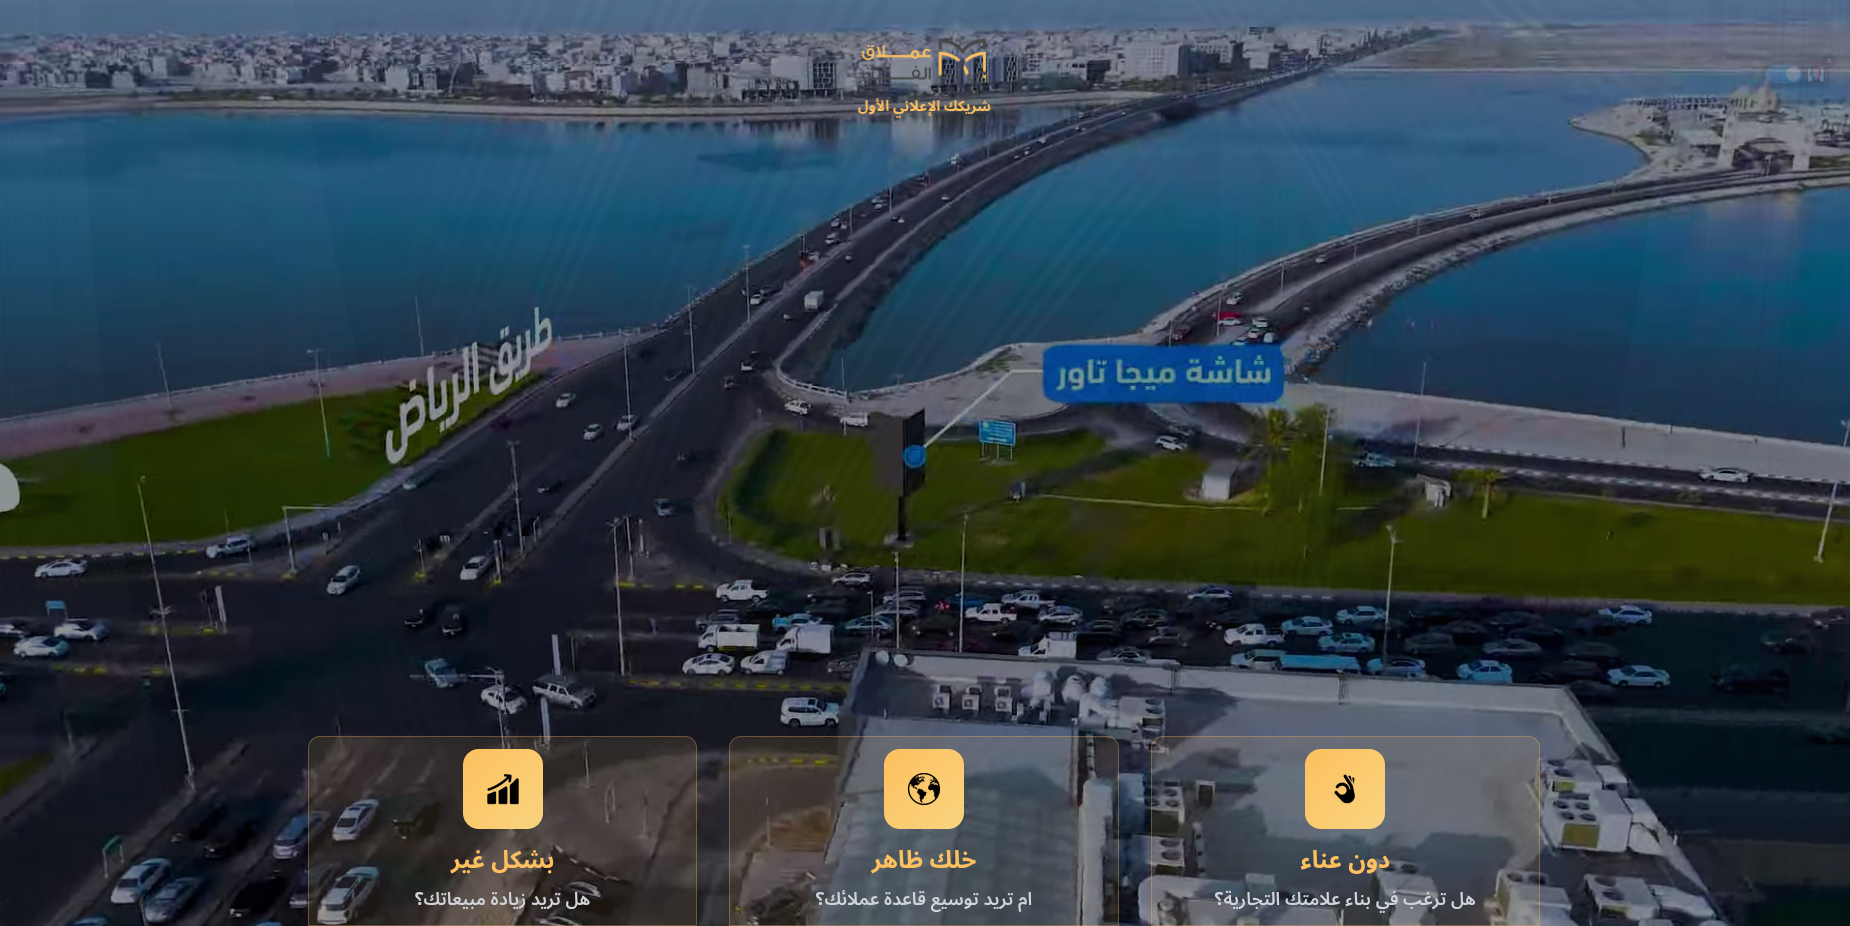 عمـــلاق
شريكك الإعلاني الأول
طريق الرياض
شاشة ميجا تاور
دون عناء
هل ترغب في بناء علامتك التجارية؟
خلك ظاهر
ام تريد توسيع قاعدة عملائك؟
بشكل غير
هل تريد زيادة مبيعاتك؟